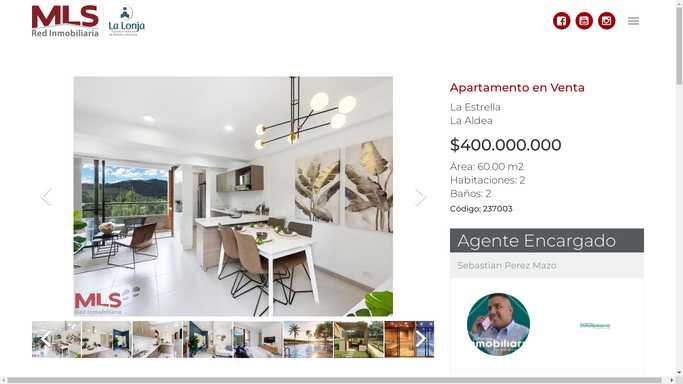 MLS
Red Inmobiliaria
La Lonja
Apartamento en Venta
La Estrella
La Aldea
$400.000.000
Área: 60.00 m2
Habitaciones: 2
Baños: 2
Código: 237003
Agente Encargado
Sebastian Perez Mazo
MLS
Red Inmobiliaria